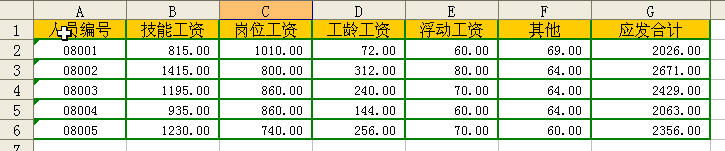 A B C D E F G
1 人员编号 技能工资 岗位工资 工龄工资 浮动工资 其他 应发合计
2 08001 815.00 1010.00 72.00 60.00 69.00 2026.00
3 08002 1415.00 800.00 312.00 80.00 64.00 2671.00
4 08003 1195.00 860.00 240.00 70.00 64.00 2429.00
5 08004 935.00 860.00 144.00 60.00 64.00 2063.00
6 08005 1230.00 740.00 256.00 70.00 60.00 2356.00
7